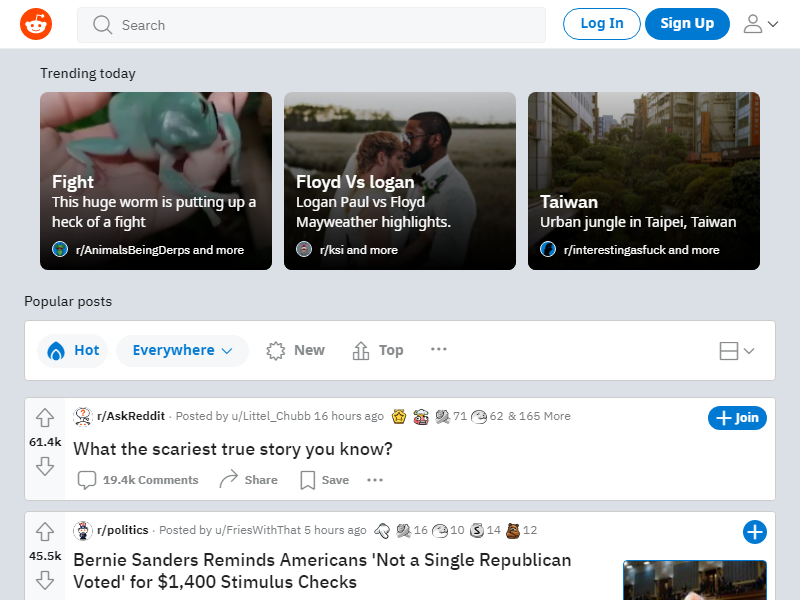 Search
Log In
Sign Up
Trending today
Fight
This huge worm is putting up a
heck of a fight
r/AnimalsBeingDerps and more
Floyd Vs logan
Logan Paul vs Floyd
Mayweather highlights.
r/ksi and more
Taiwan
Urban jungle in Taipei, Taiwan
r/interestingasfuck and more
Popular posts
Hot
Everywhere
New
Top
61.4k
r/AskReddit · Posted by u/Littel_Chubb 16 hours ago 71 62 & 165 More
Join
What the scariest true story you know?
19.4k Comments
Share
Save
45.5k
r/politics · Posted by u/FriesWithThat 5 hours ago 16 10 S 14 12
Bernie Sanders Reminds Americans 'Not a Single Republican
Voted' for $1,400 Stimulus Checks